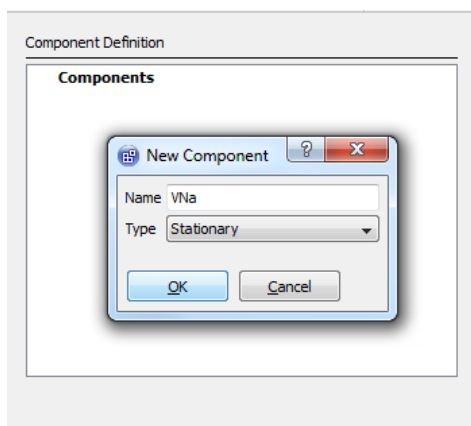 Component Definition
Components
New Component
Name VNa
Type Stationary
OK Cancel